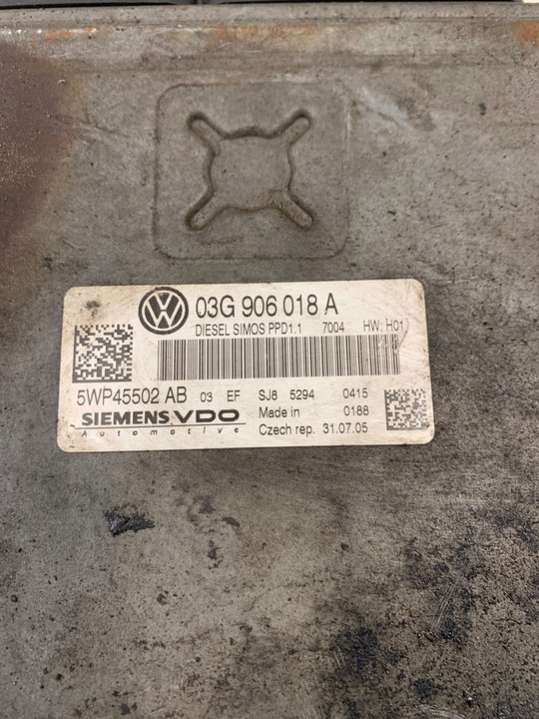 03G 906 018 A
DIESEL SIMOS PPD1.1 7004 HW: H01
5WP45502 AB 03 EF SJ8 5294 0415
SIEMENS VDO Made in 0188
Automotive Czech rep. 31.07.05